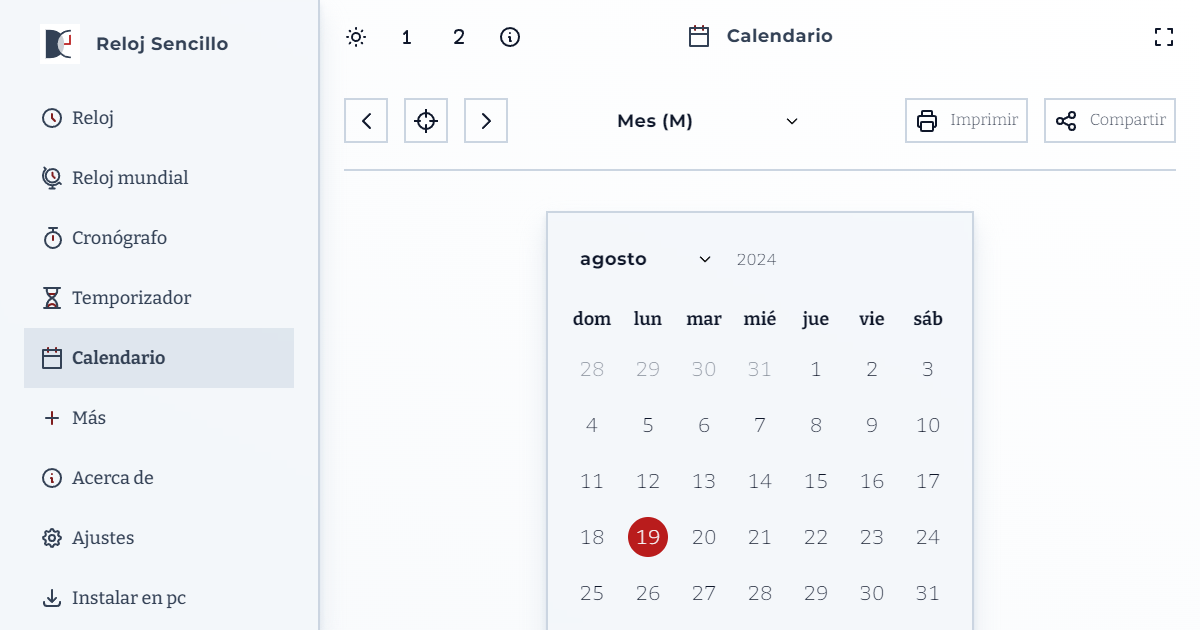 Reloj Sencillo
Reloj
Reloj mundial
Cronógrafo
Temporizador
Calendario
Más
Acerca de
Ajustes
Instalar en pc
1 2 Calendario
Mes (M) Imprimir Compartir
agosto 2024
dom lun mar mié jue vie sáb
28 29 30 31 1 2 3
4 5 6 7 8 9 10
11 12 13 14 15 16 17
18 19 20 21 22 23 24
25 26 27 28 29 30 31